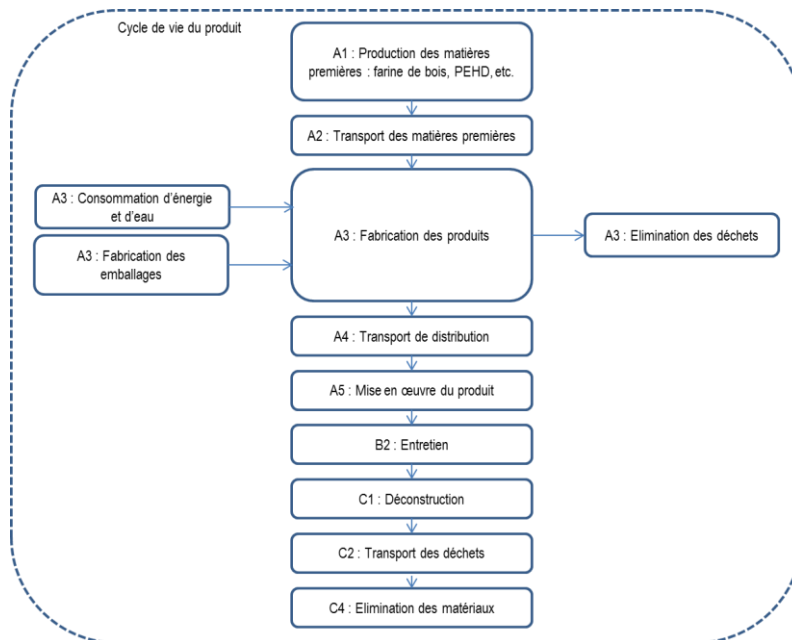 Cycle de vie du produit
A1 : Production des matières
premières : farine de bois, PEHD, etc.
A2 : Transport des matières premières
A3 : Consommation d'énergie
et d'eau
A3 : Fabrication des
emballages
A3 : Fabrication des produits
A3 : Elimination des déchets
A4 : Transport de distribution
A5 : Mise en œuvre du produit
B2 : Entretien
C1 : Déconstruction
C2 : Transport des déchets
C4 : Elimination des matériaux